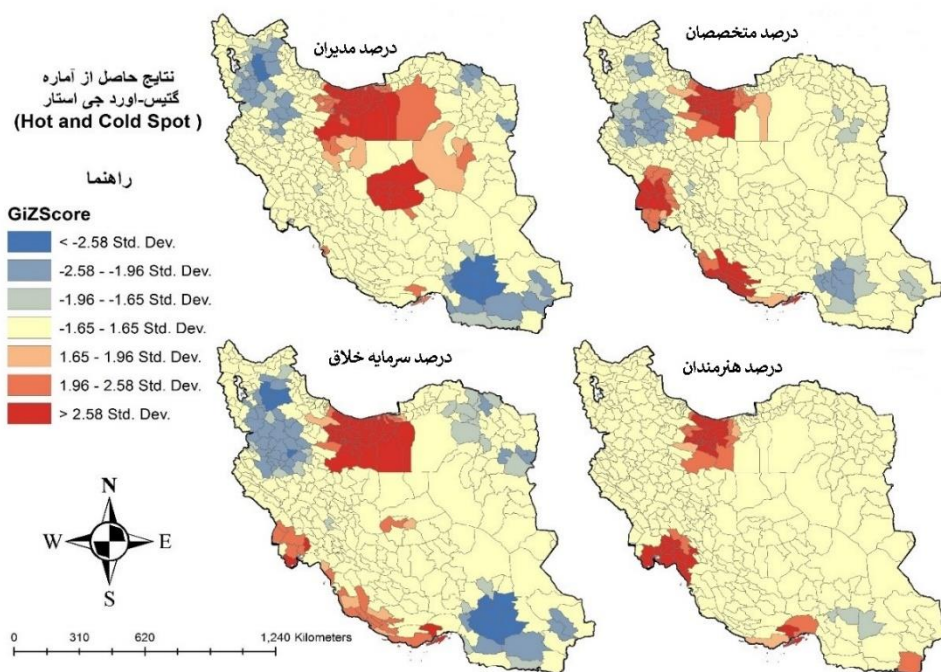 نتایج حاصل از آماره
گتیس-اورد جی استار
(Hot and Cold Spot )
راهنما
GiZScore
< -2.58 Std. Dev.
-2.58 - -1.96 Std. Dev.
-1.96 - -1.65 Std. Dev.
-1.65 - 1.65 Std. Dev.
1.65 - 1.96 Std. Dev.
1.96 - 2.58 Std. Dev.
> 2.58 Std. Dev.
N
W E
S
0 310 620 1,240 Kilometers
درصد مدیران
درصد متخصصان
درصد سرمایه خلاق
درصد هنرمندان